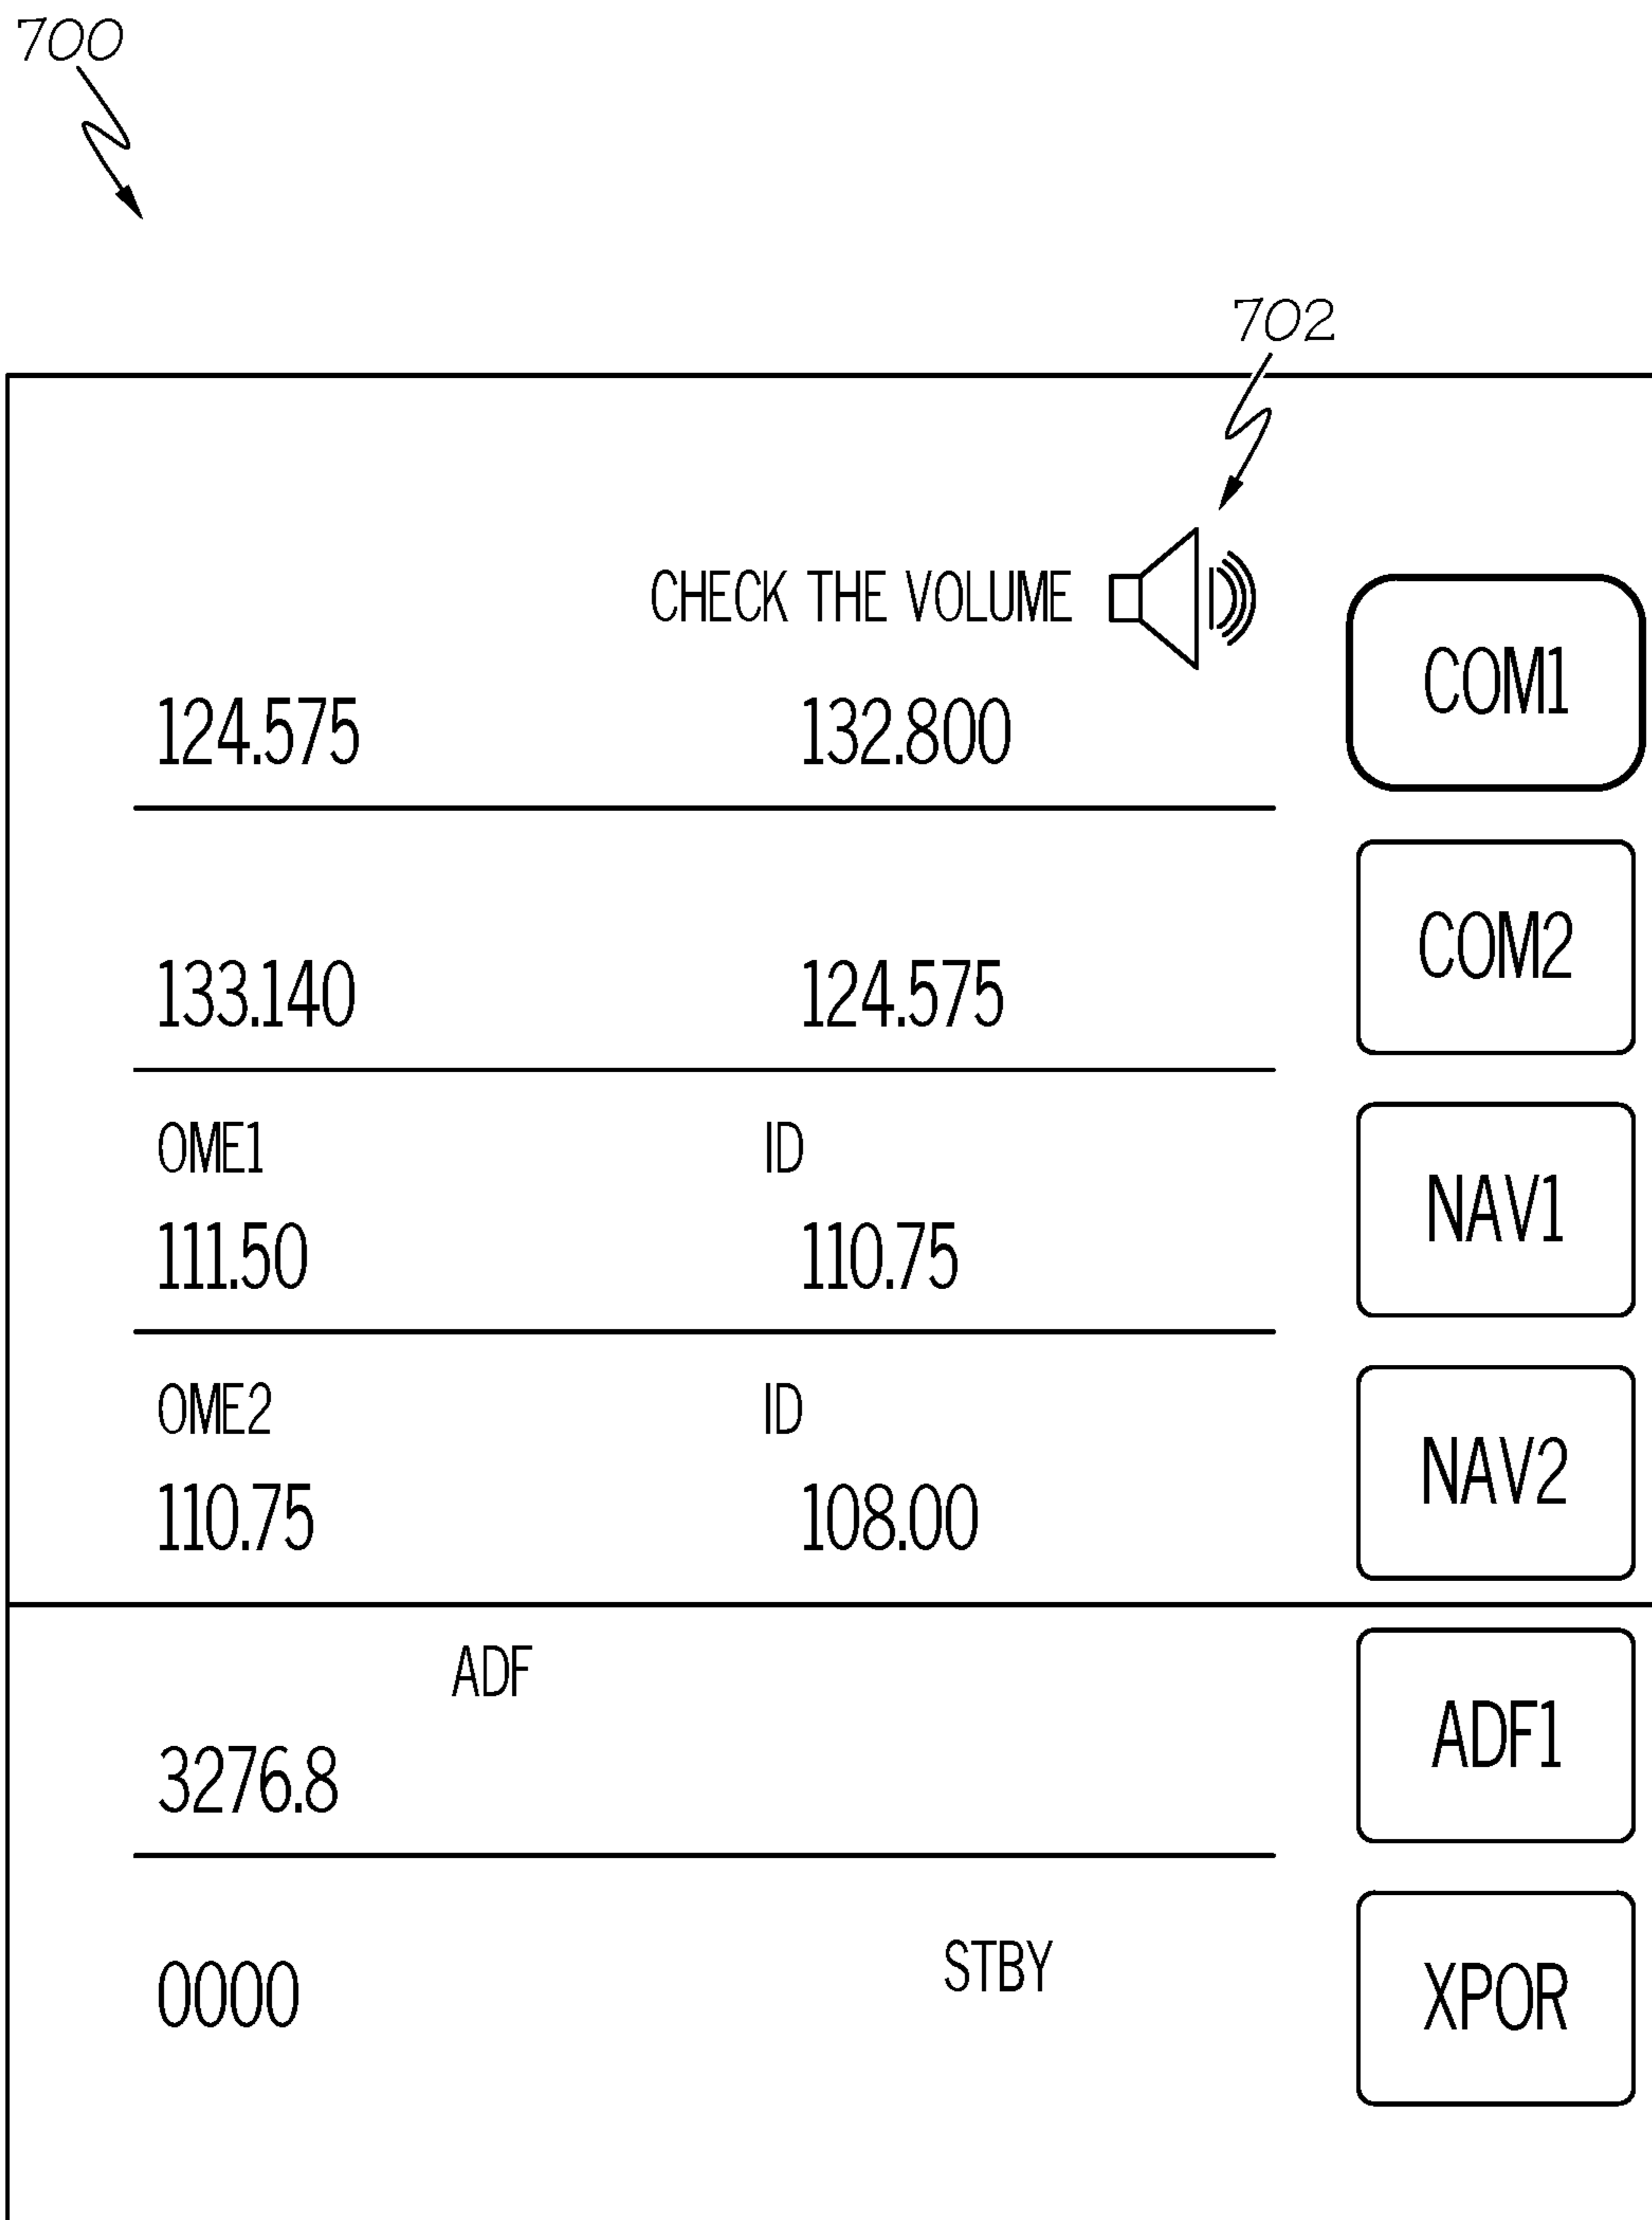 700
702
CHECK THE VOLUME
124.575 132.800 COM1
133.140 124.575 COM2
OME1 ID
111.50 110.75 NAV1
OME2 ID
110.75 108.00 NAV2
ADF
3276.8 ADF1
0000 STBY XPOR